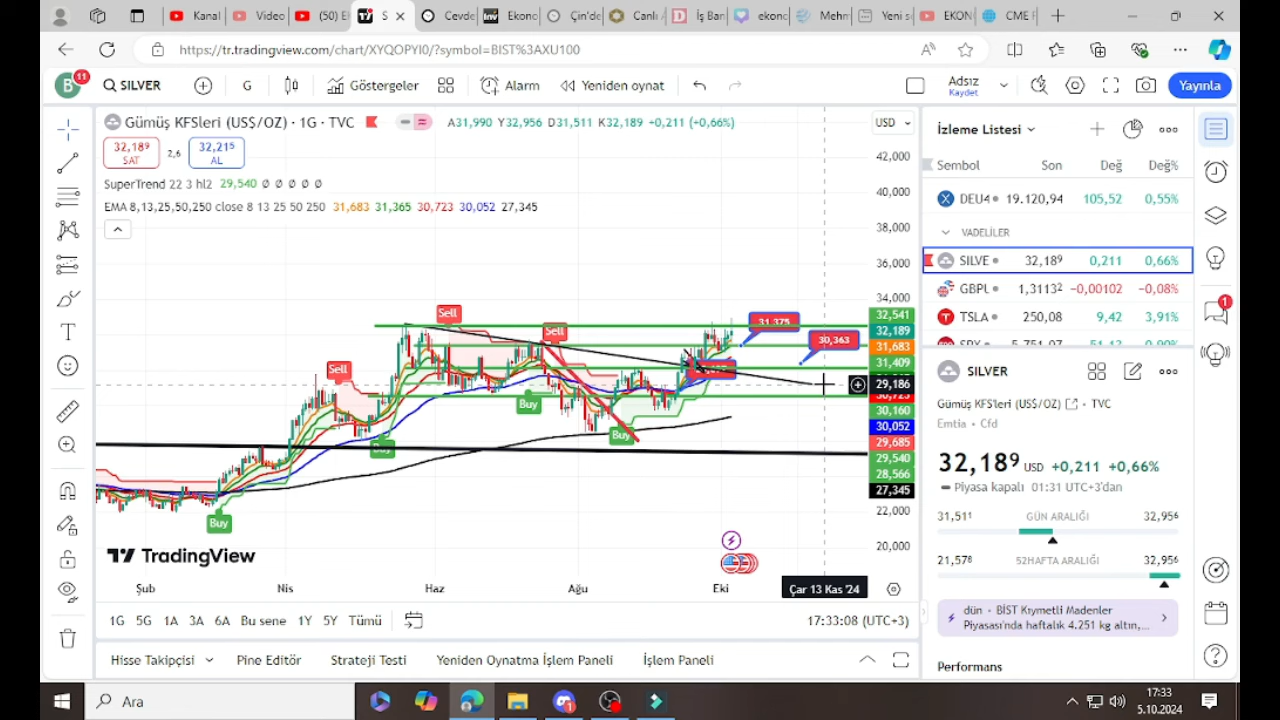 Kanal
Video
(50) E
S
Cevde
Ekonc
Çin'de
Canlı A
İş Ban
ekonc
Mehm
Yeni s
EKON
CME F
https://tr.tradingview.com/chart/XYQOPYI0/?symbol=BIST%3AXU100
B
11
SILVER
G
Göstergeler
Alarm
Yeniden oynat
Adsız
Kaydet
Yayınla
Gümüş KFSleri (US$/OZ) · 1G · TVC
A31,990 Y32,956 D31,511 K32,189 +0,211 (+0,66%)
USD
32,18⁹
SAT
2,6
32,21⁵
AL
SuperTrend 22 3 hl2 29,540 Ø Ø Ø Ø Ø
EMA 8,13,25,50,250 close 8 13 25 50 250 31,683 31,365 30,723 30,052 27,345
42,000
40,000
38,000
36,000
34,000
32,541
32,189
31,683
31,409
29,186
30,723
30,160
30,052
29,685
29,540
28,566
27,345
22,000
20,000
Sell
Sell
Sell
Buy
Buy
Buy
Buy
31,375
30,363
TradingView
Şub
Nis
Haz
Ağu
Eki
Çar 13 Kas '24
1G 5G 1A 3A 6A Bu sene 1Y 5Y Tümü
17:33:08 (UTC+3)
Hisse Takipçisi
Pine Editör
Strateji Testi
Yeniden Oynatma İşlem Paneli
İşlem Paneli
İzleme Listesi
Sembol Son Değ Değ%
DEU4 19.120,94 105,52 0,55%
VADELİLER
SILVE 32,18⁹ 0,211 0,66%
GBPL 1,3113² −0,00102 −0,08%
TSLA 250,08 9,42 3,91%
SPX 5.751,07
1
SILVER
Gümüş KFSleri (US$/OZ) · TVC
Emtia · Cfd
32,18⁹ USD +0,211 +0,66%
Piyasa kapalı 01:31 UTC+3'dan
31,51¹ GÜN ARALIĞI 32,95⁶
21,57⁸ 52HAFTA ARALIĞI 32,95⁶
dün · BİST Kıymetli Madenler
Piyasası'nda haftalık 4.251 kg altın,...
Performans
Ara
17:33
5.10.2024